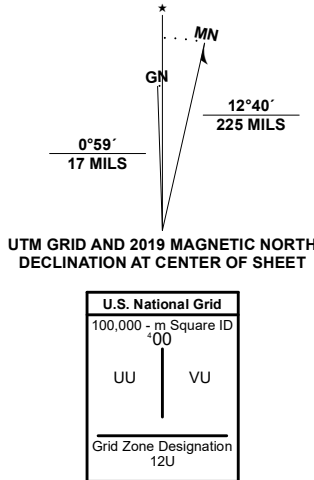 ★
MN
GN
12°40´
225 MILS
0°59´
17 MILS
UTM GRID AND 2019 MAGNETIC NORTH
DECLINATION AT CENTER OF SHEET
U.S. National Grid
100,000 - m Square ID
⁴00
UU VU
Grid Zone Designation
12U